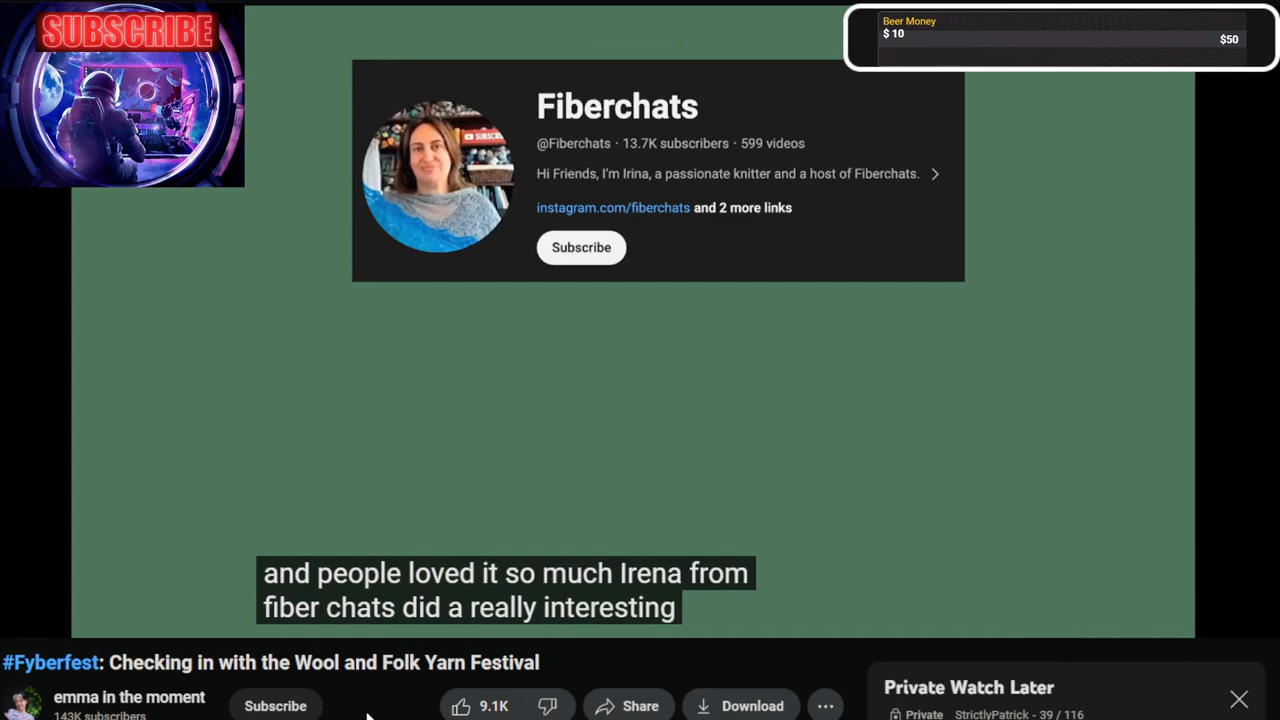 SUBSCRIBE
Beer Money
$ 10
$50
Fiberchats
@Fiberchats · 13.7K subscribers · 599 videos
Hi Friends, I'm Irina, a passionate knitter and a host of Fiberchats.
instagram.com/fiberchats and 2 more links
Subscribe
SUBSCRIBE
and people loved it so much Irena from
fiber chats did a really interesting
#Fyberfest: Checking in with the Wool and Folk Yarn Festival
emma in the moment
143K subscribers
Subscribe
9.1K
Share
Download
Private Watch Later
Private StrictlyPatrick - 39 / 116